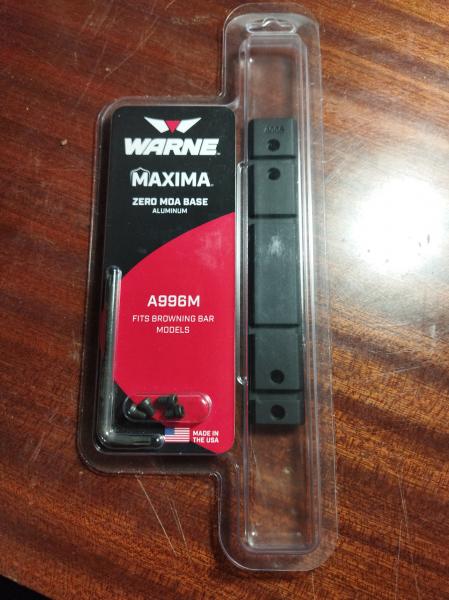 WARNE
MAXIMA
ZERO MOA BASE
ALUMINUM
A996M
FITS BROWNING BAR
MODELS
MADE IN
THE USA